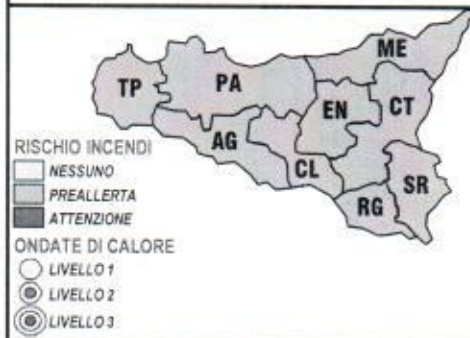 ME
TP
PA
EN
CT
AG
CL
SR
RG
RISCHIO INCENDI
NESSUNO
PREALLERTA
ATTENZIONE
ONDATE DI CALORE
LIVELLO 1
LIVELLO 2
LIVELLO 3